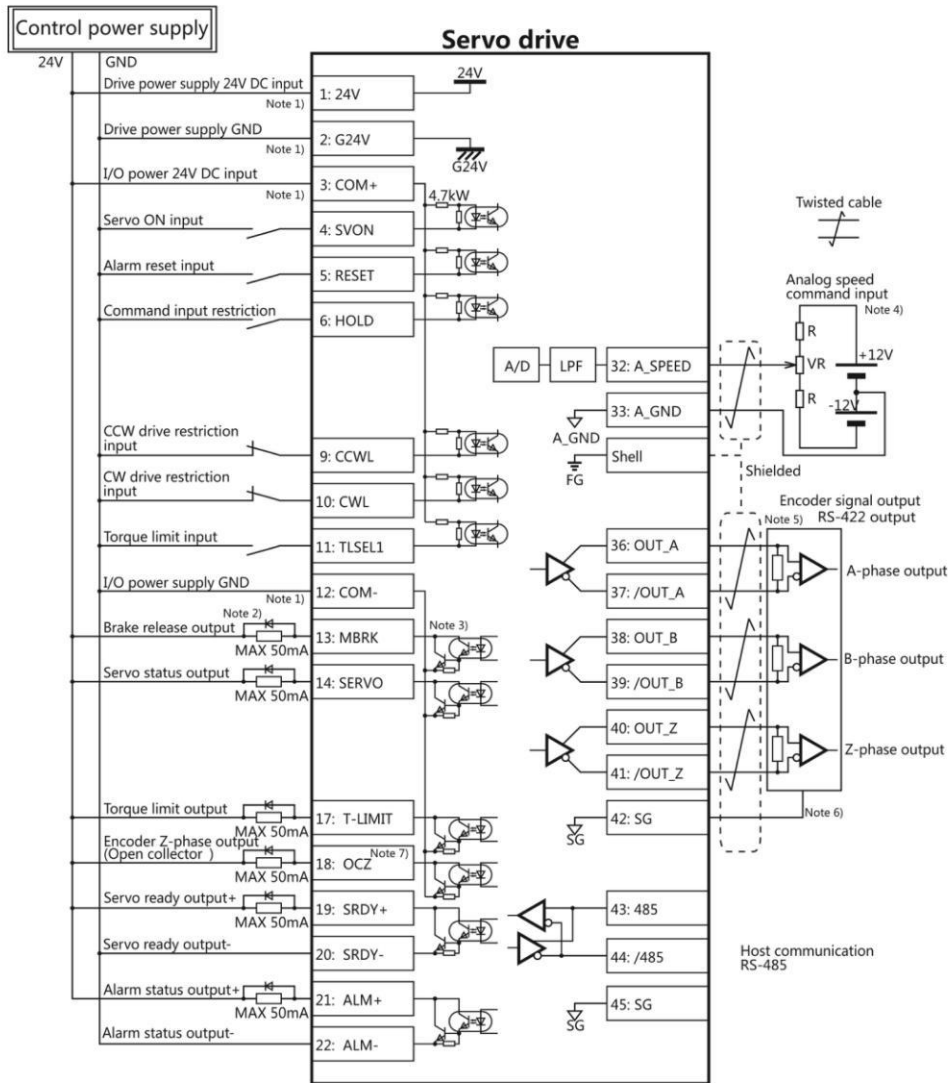 Control power supply
24V
GND
Servo drive
Drive power supply 24V DC input
Note 1)
1: 24V
24V
Drive power supply GND
Note 1)
2: G24V
G24V
I/O power 24V DC input
Note 1)
3: COM+
4.7kW
Servo ON input
4: SVON
Alarm reset input
5: RESET
Command input restriction
6: HOLD
Twisted cable
Analog speed
command input
Note 4)
R
VR
R
+12V
-12V
A/D
LPF
32: A_SPEED
33: A_GND
A_GND
Shell
FG
Shielded
CCW drive restriction
input
9: CCWL
CW drive restriction
input
10: CWL
Torque limit input
11: TLSEL1
I/O power supply GND
Note 1)
12: COM-
Note 2)
Brake release output
MAX 50mA
13: MBRK
Note 3)
Servo status output
MAX 50mA
14: SERVO
Encoder signal output
RS-422 output
Note 5)
36: OUT_A
37: /OUT_A
A-phase output
38: OUT_B
39: /OUT_B
B-phase output
40: OUT_Z
41: /OUT_Z
Z-phase output
42: SG
SG
Note 6)
Torque limit output
MAX 50mA
17: T-LIMIT
Encoder Z-phase output
(Open collector )
MAX 50mA
18: OCZ
Note 7)
Servo ready output+
MAX 50mA
19: SRDY+
Servo ready output-
20: SRDY-
Alarm status output+
MAX 50mA
21: ALM+
Alarm status output-
22: ALM-
43: 485
44: /485
Host communication
RS-485
45: SG
SG